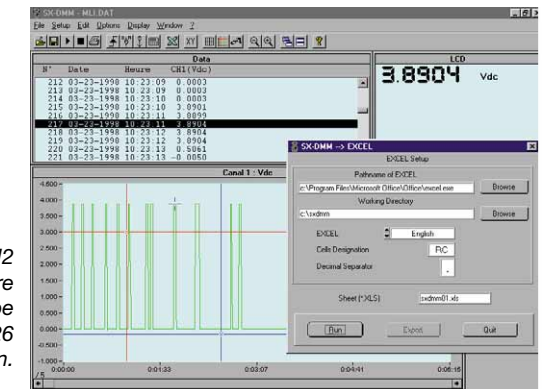 SX-DMM - MLI.DAT
File Setup Edit Options Display Window ?
Data
N° Date Heure CH1(Vdc)
212 03-23-1998 10:23:09 0.0003
213 03-23-1998 10:23:09 0.0003
214 03-23-1998 10:23:10 0.0003
215 03-23-1998 10:23:10 3.8901
216 03-23-1998 10:23:11 3.8899
217 03-23-1998 10:23:11 3.8904
218 03-23-1998 10:23:12 3.8904
219 03-23-1998 10:23:12 3.8904
220 03-23-1998 10:23:13 0.5061
221 03-23-1998 10:23:13 -0.0050
LCD
3.8904 Vdc
Canal 1 : Vdc
4.500
3.000
2.500
2.000
1.500
1.000
0.500
0.000
-0.500
-1.000
/5
0:00:00 0:01:33 0:03:07 0:04:41 0:06:15
SX-DMM --> EXCEL
EXCEL Setup
Pathname of EXCEL
c:\Program Files\Microsoft Office\Office\excel.exe Browse
Working Directory
c:\sxdmm Browse
EXCEL English
Cells Designation RC
Decimal Separator .
Sheet (*.XLS) sxdmm01.xls
Run Export Quit
M2
re
be
26
n.